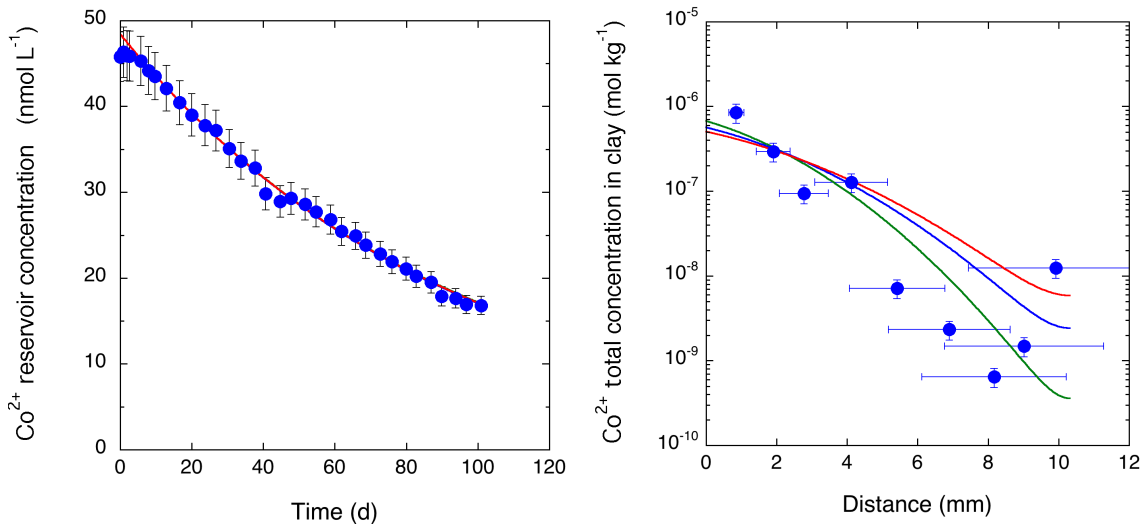 Co²⁺ reservoir concentration (nmol L⁻¹)
50
40
30
20
10
0
0 20 40 60 80 100 120
Time (d)
Co²⁺ total concentration in clay (mol kg⁻¹)
10⁻⁵
10⁻⁶
10⁻⁷
10⁻⁸
10⁻⁹
10⁻¹⁰
0 2 4 6 8 10 12
Distance (mm)